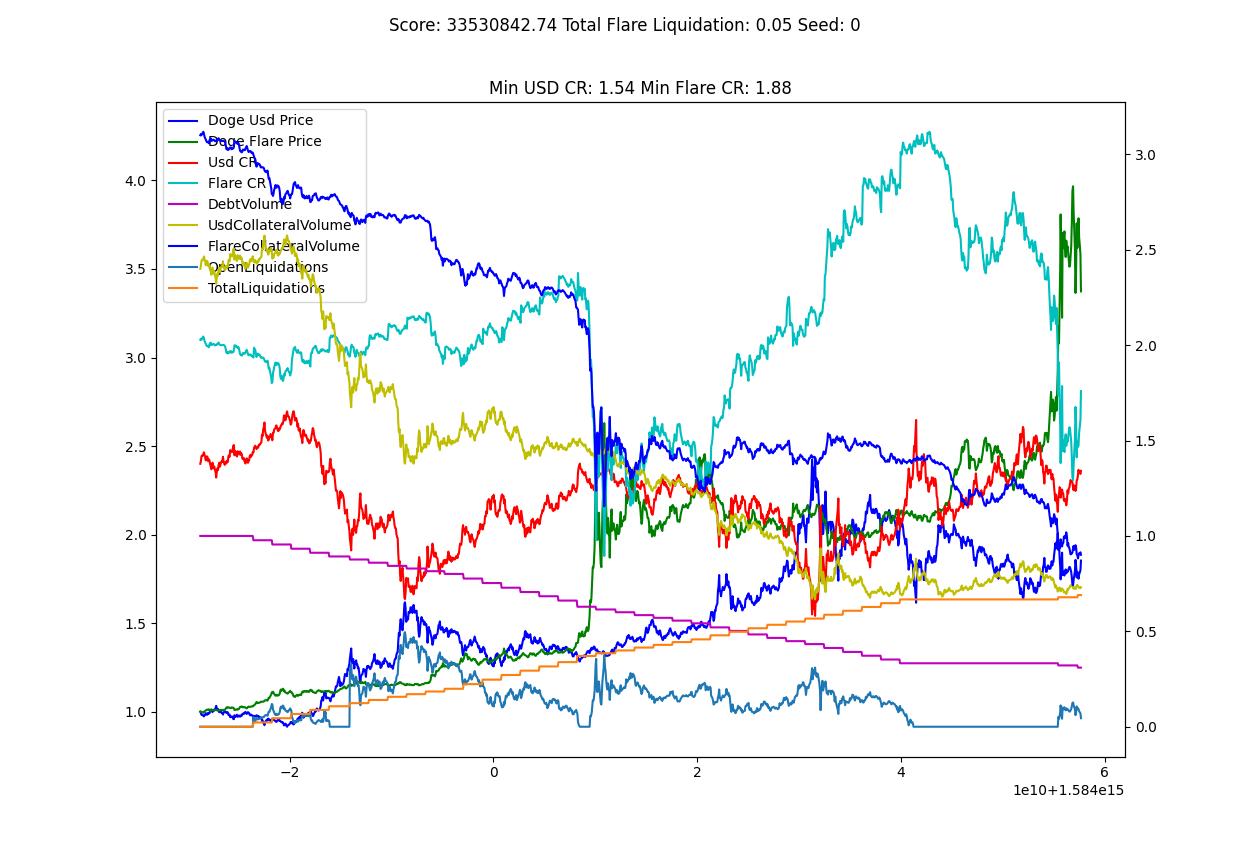 Score: 33530842.74 Total Flare Liquidation: 0.05 Seed: 0
Min USD CR: 1.54 Min Flare CR: 1.88
Doge Usd Price
Doge Flare Price
Usd CR
Flare CR
DebtVolume
UsdCollateralVolume
FlareCollateralVolume
OpenLiquidations
TotalLiquidations
4.0
3.5
3.0
2.5
2.0
1.5
1.0
3.0
2.5
2.0
1.5
1.0
0.5
0.0
−2
0
2
4
6
1e10+1.584e15